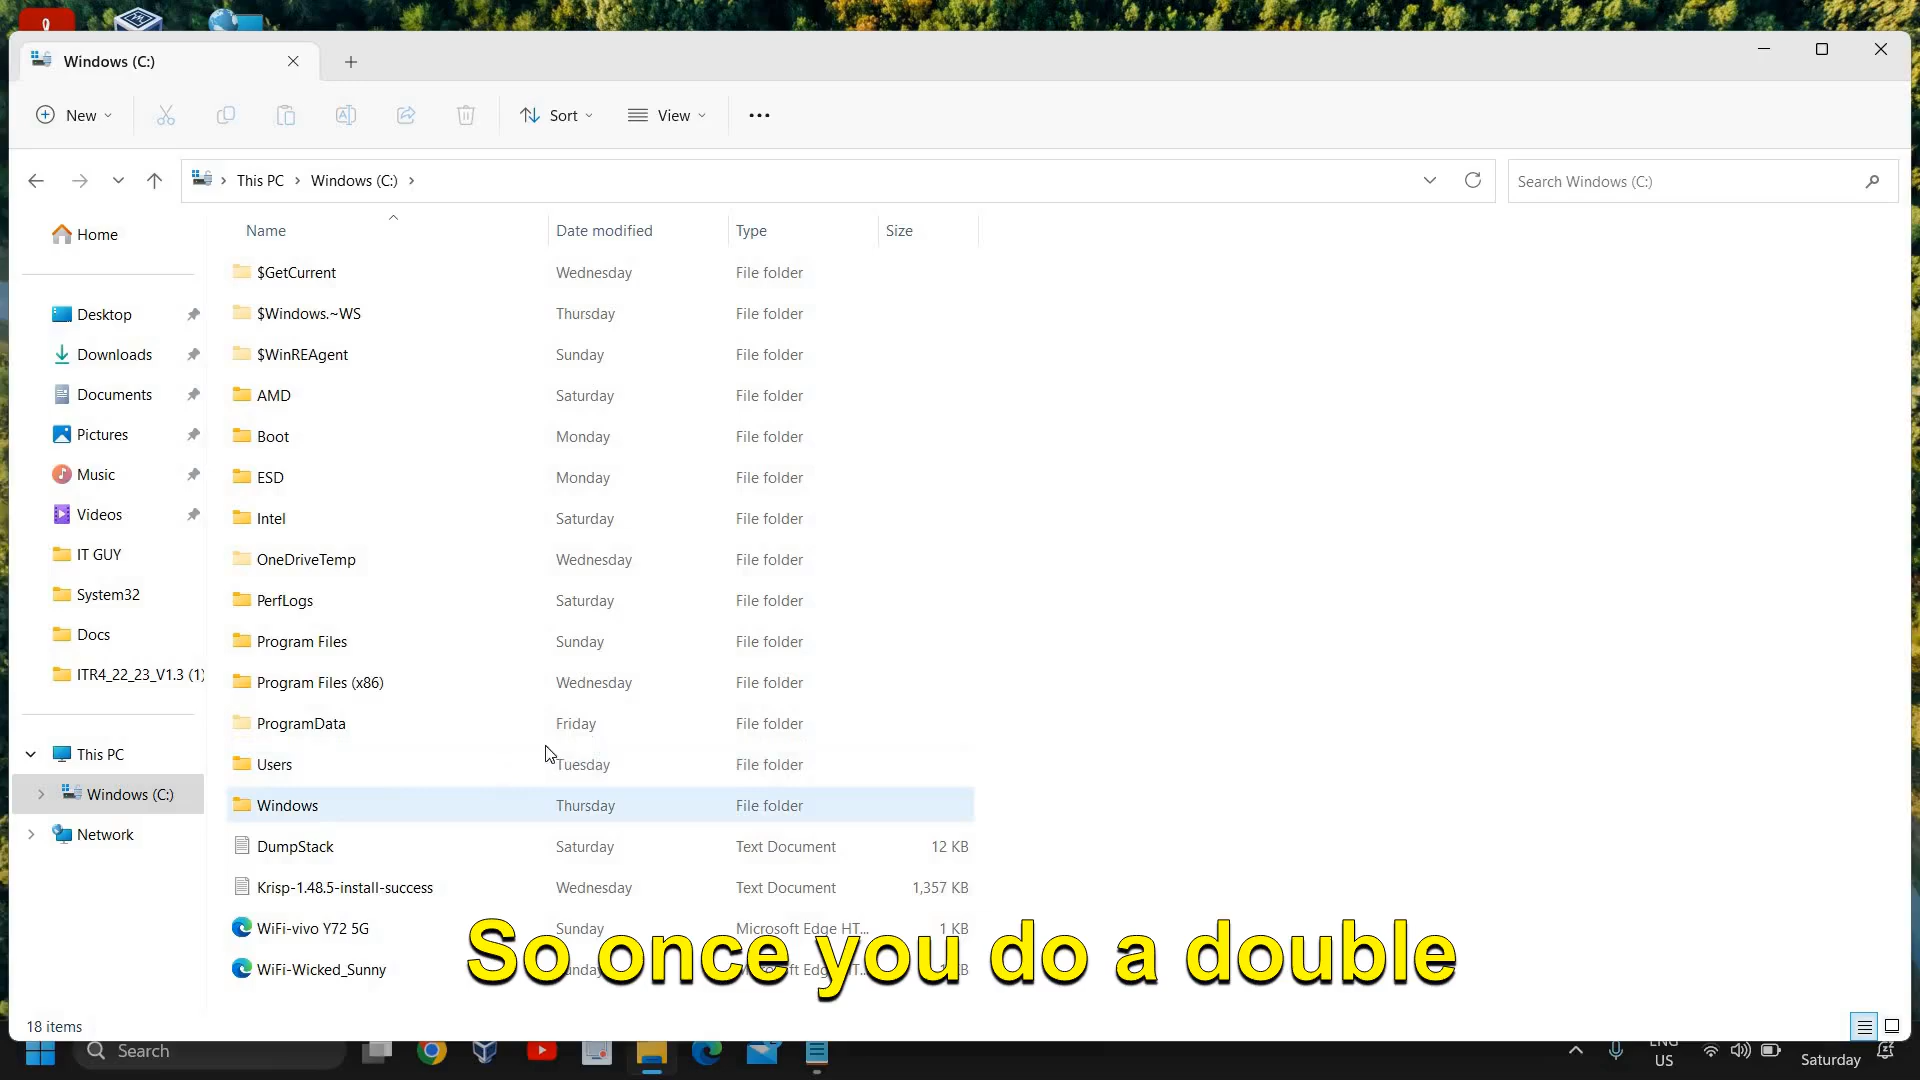 Windows (C:)
New
Sort
View
This PC
Windows (C:)
Search Windows (C:)
Name
Date modified
Type
Size
Home
Desktop
Downloads
Documents
Pictures
Music
Videos
IT GUY
System32
Docs
ITR4_22_23_V1.3 (1)
This PC
Windows (C:)
Network
$GetCurrent Wednesday File folder
$Windows.~WS Thursday File folder
$WinREAgent Sunday File folder
AMD Saturday File folder
Boot Monday File folder
ESD Monday File folder
Intel Saturday File folder
OneDriveTemp Wednesday File folder
PerfLogs Saturday File folder
Program Files Sunday File folder
Program Files (x86) Wednesday File folder
ProgramData Friday File folder
Users Tuesday File folder
Windows Thursday File folder
DumpStack Saturday Text Document 12 KB
Krisp-1.48.5-install-success Wednesday Text Document 1,357 KB
WiFi-vivo Y72 5G Sunday Microsoft Edge HT... 1 KB
WiFi-Wicked_Sunny
So once you do a double
18 items
Search
ENG
US
Saturday